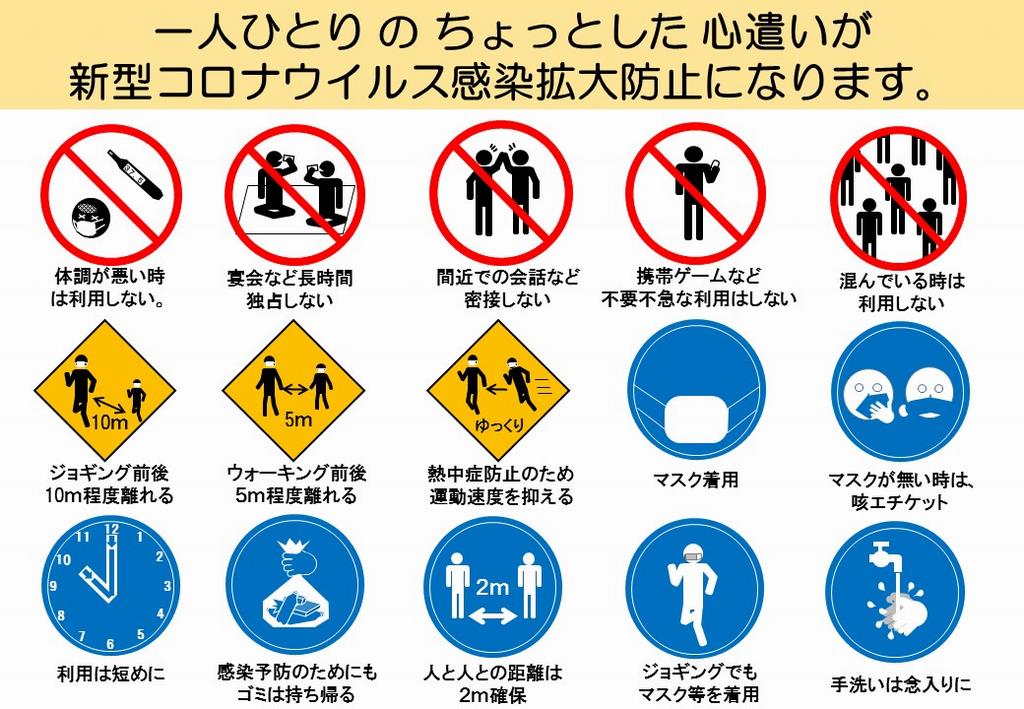 一人ひとり の ちょっとした 心遣いが
新型コロナウイルス感染拡大防止になります。
37.5
体調が悪い時
は利用しない。
宴会など長時間
独占しない
間近での会話など
密接しない
携帯ゲームなど
不要不急な利用はしない
混んでいる時は
利用しない
10m
ジョギング前後
10m程度離れる
5m
ウォーキング前後
5m程度離れる
ゆっくり
熱中症防止のため
運動速度を抑える
マスク着用
マスクが無い時は、
咳エチケット
12
1
2
3
4
5
6
7
8
9
10
11
利用は短めに
感染予防のためにも
ゴミは持ち帰る
2m
人と人との距離は
2m確保
ジョギングでも
マスク等を着用
手洗いは念入りに